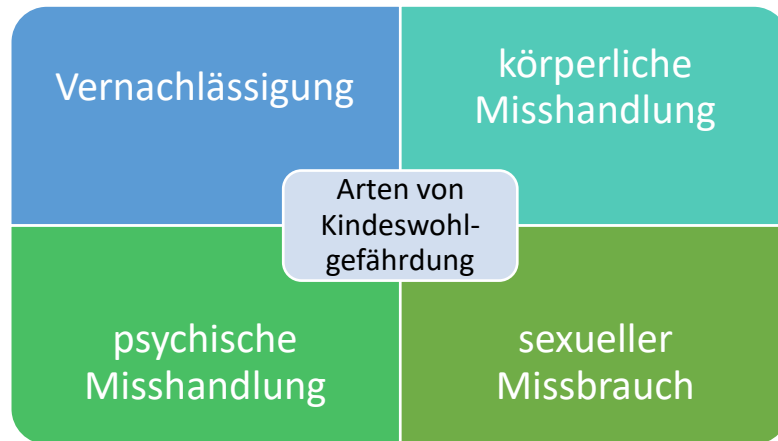 Vernachlässigung
körperliche
Misshandlung
Arten von
Kindeswohl-
gefährdung
psychische
Misshandlung
sexueller
Missbrauch